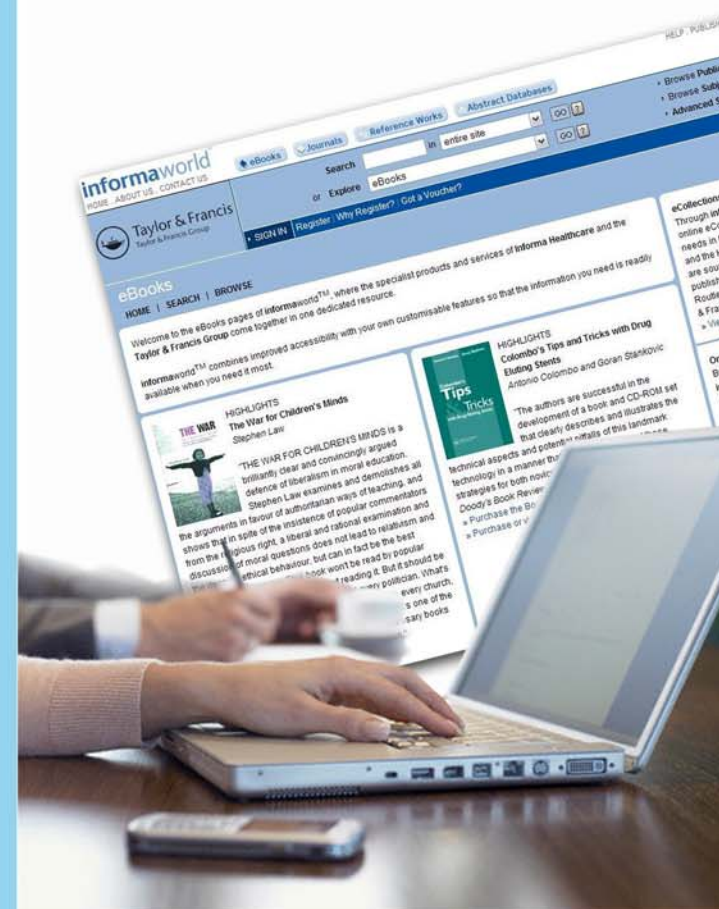 HELP . PUBLISH
informaworld
HOME . ABOUT US . CONTACT US
eBooks
Journals
Reference Works
Abstract Databases
Search
in
entire site
GO ?
or Explore
eBooks
GO ?
Browse Public
Browse Subj
Advanced S
Taylor & Francis
Taylor & Francis Group
SIGN IN | Register | Why Register? | Got a Voucher?
eBooks
HOME | SEARCH | BROWSE
Welcome to the eBooks pages of informaworld™, where the specialist products and services of Informa Healthcare and the
Taylor & Francis Group come together in one dedicated resource.
informaworld™ combines improved accessibility with your own customisable features so that the information you need is readily
available when you need it most.
THE WAR
HIGHLIGHTS
The War for Children's Minds
Stephen Law
"THE WAR FOR CHILDREN'S MINDS is a
brilliantly clear and convincingly argued
defence of liberalism in moral education.
Stephen Law examines and demolishes all
the arguments in favour of authoritarian ways of teaching, and
shows that in spite of the insistence of popular commentators
from the religious right, a liberal and rational examination and
discussion of moral questions does not lead to relativism and
ethical behaviour, but can in fact be the best
book won't be read by popular
reading it. But it should be
ery politician. What's
every church,
s one of the
sary books
Colombo's
Tips
& Tricks
with Drug Eluting Stents
HIGHLIGHTS
Colombo's Tips and Tricks with Drug
Eluting Stents
Antonio Colombo and Goran Stankovic
"The authors are successful in the
development of a book and CD-ROM set
that clearly describes and illustrates the
technical aspects and potential pitfalls of this landmark
technology in a manner tha
strategies for both novic
Doody's Book Review
» Purchase the Bo
» Purchase or v
eCollection
Through in
online eCo
needs in
and the H
are sou
publish
Routle
& Fra
» Vie
On
B